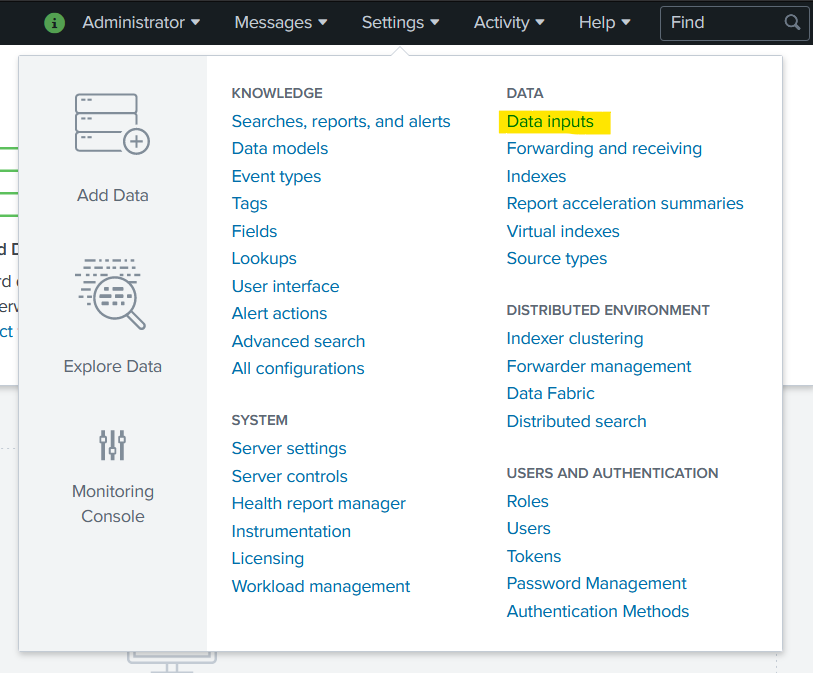 Administrator Messages Settings Activity Help Find
Add Data
Explore Data
Monitoring
Console
KNOWLEDGE
Searches, reports, and alerts
Data models
Event types
Tags
Fields
Lookups
User interface
Alert actions
Advanced search
All configurations
SYSTEM
Server settings
Server controls
Health report manager
Instrumentation
Licensing
Workload management
DATA
Data inputs
Forwarding and receiving
Indexes
Report acceleration summaries
Virtual indexes
Source types
DISTRIBUTED ENVIRONMENT
Indexer clustering
Forwarder management
Data Fabric
Distributed search
USERS AND AUTHENTICATION
Roles
Users
Tokens
Password Management
Authentication Methods